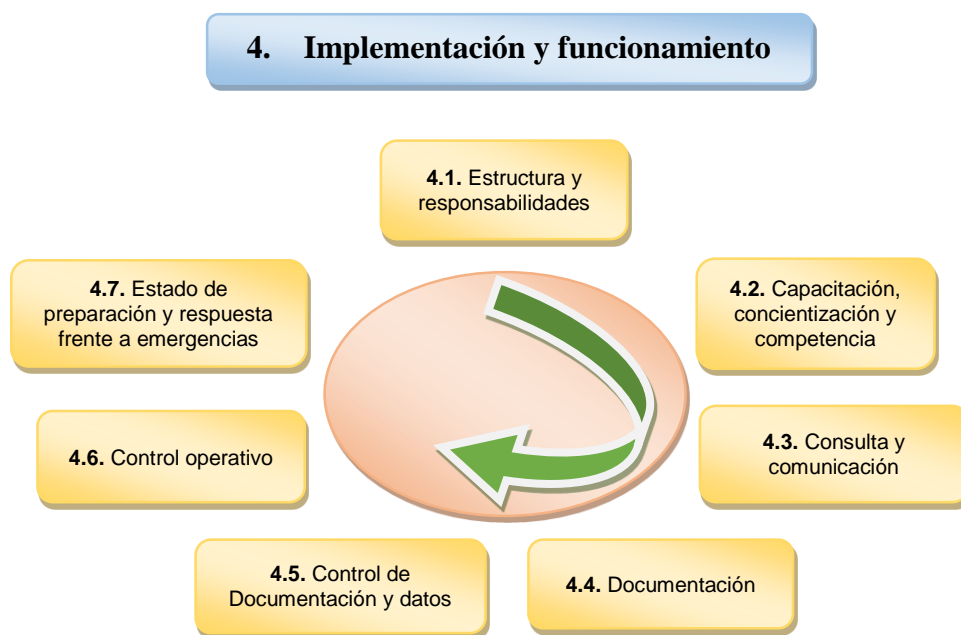 4. Implementación y funcionamiento
4.1. Estructura y
responsabilidades
4.2. Capacitación,
concientización y
competencia
4.3. Consulta y
comunicación
4.4. Documentación
4.5. Control de
Documentación y datos
4.6. Control operativo
4.7. Estado de
preparación y respuesta
frente a emergencias